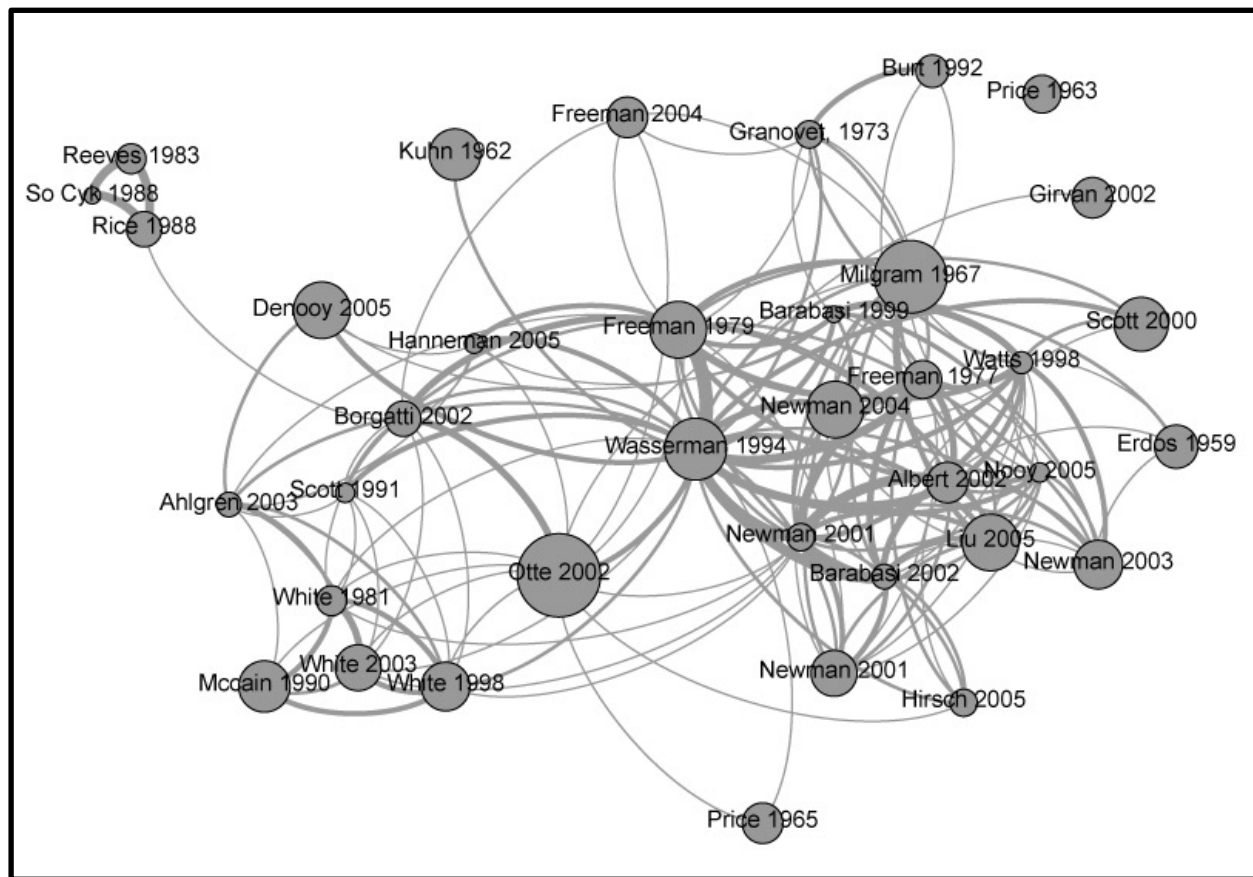 Burt 1992
Price 1963
Freeman 2004
Granovet, 1973
Kuhn 1962
Reeves 1983
So Cyk 1988
Rice 1988
Girvan 2002
Milgram 1967
Denooy 2005
Barabasi 1999
Scott 2000
Freeman 1979
Hanneman 2005
Watts 1998
Freeman 1977
Newman 2004
Borgatti 2002
Wasserman 1994
Erdos 1959
Nooy 2005
Albert 2002
Scott 1991
Ahlgren 2003
Newman 2001
Liu 2005
Newman 2003
Otte 2002
Barabasi 2002
White 1981
White 2003
Newman 2001
Mccain 1990
White 1998
Hirsch 2005
Price 1965